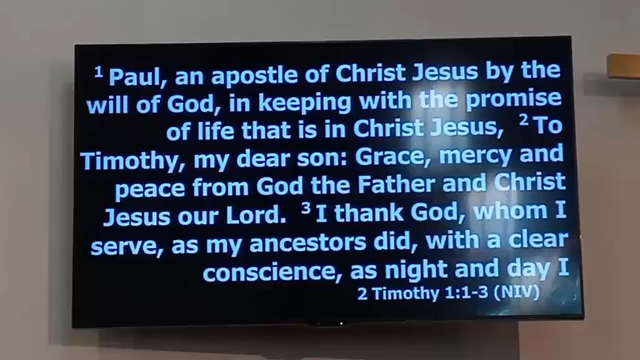 ¹ Paul, an apostle of Christ Jesus by the
will of God, in keeping with the promise
of life that is in Christ Jesus, ² To
Timothy, my dear son: Grace, mercy and
peace from God the Father and Christ
Jesus our Lord. ³ I thank God, whom I
serve, as my ancestors did, with a clear
conscience, as night and day I
2 Timothy 1:1-3 (NIV)